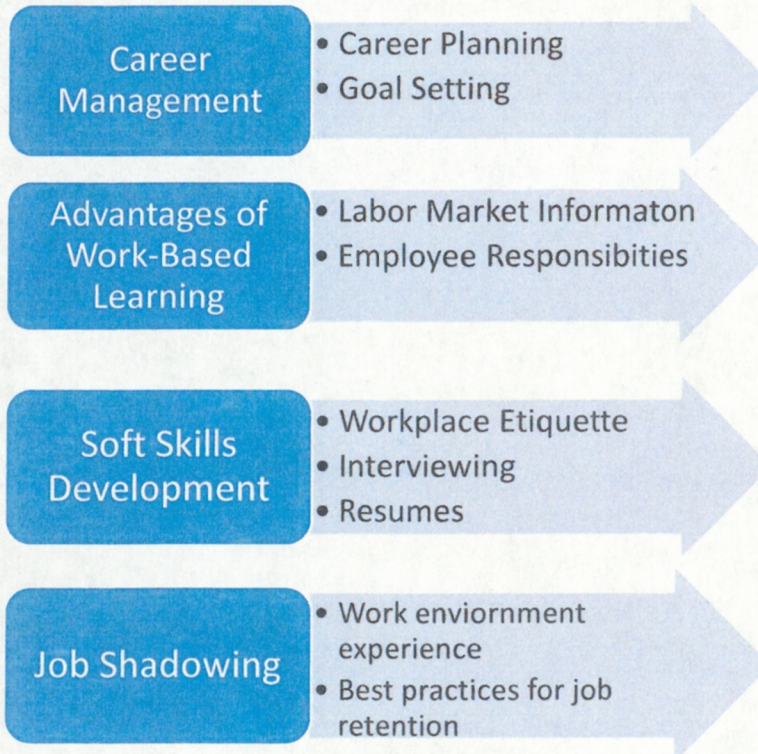 Career
Management
• Career Planning
• Goal Setting
Advantages of
Work-Based
Learning
• Labor Market Informaton
• Employee Responsibities
Soft Skills
Development
• Workplace Etiquette
• Interviewing
• Resumes
Job Shadowing
• Work enviornment
experience
• Best practices for job
retention